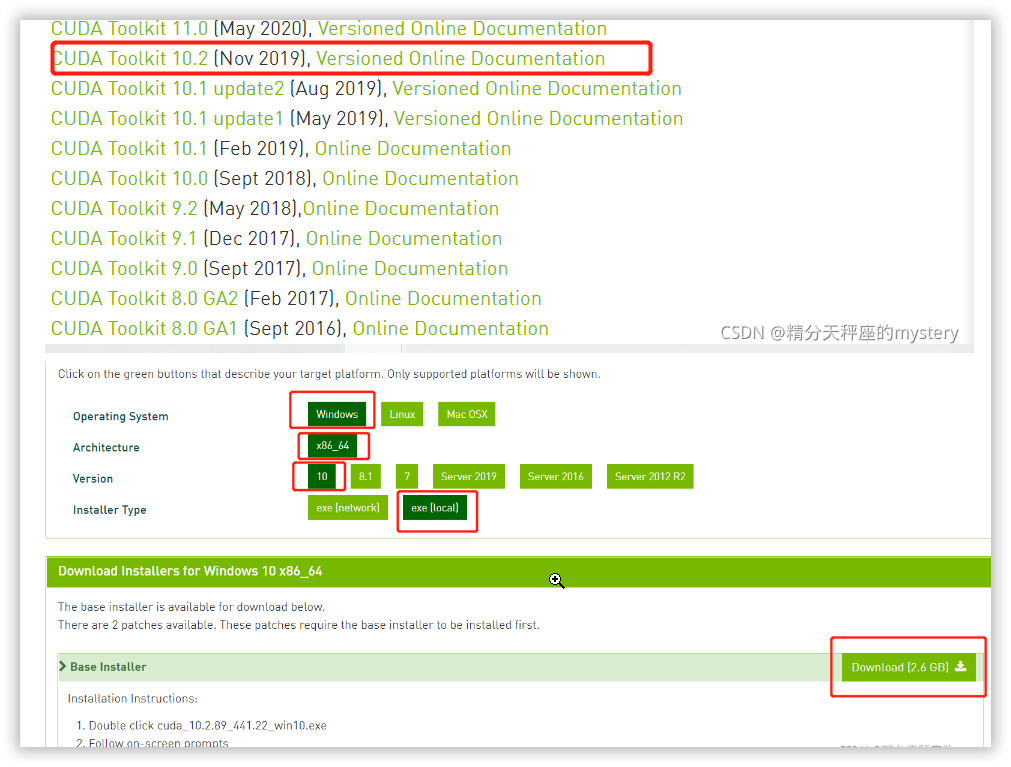 CUDA Toolkit 11.0 (May 2020), Versioned Online Documentation
CUDA Toolkit 10.2 (Nov 2019), Versioned Online Documentation
CUDA Toolkit 10.1 update2 (Aug 2019), Versioned Online Documentation
CUDA Toolkit 10.1 update1 (May 2019), Versioned Online Documentation
CUDA Toolkit 10.1 (Feb 2019), Online Documentation
CUDA Toolkit 10.0 (Sept 2018), Online Documentation
CUDA Toolkit 9.2 (May 2018),Online Documentation
CUDA Toolkit 9.1 (Dec 2017), Online Documentation
CUDA Toolkit 9.0 (Sept 2017), Online Documentation
CUDA Toolkit 8.0 GA2 (Feb 2017), Online Documentation
CUDA Toolkit 8.0 GA1 (Sept 2016), Online Documentation
CSDN @精分天秤座的mystery
Click on the green buttons that describe your target platform. Only supported platforms will be shown.
Operating System Windows Linux Mac OSX
Architecture x86_64
Version 10 8.1 7 Server 2019 Server 2016 Server 2012 R2
Installer Type exe (network) exe (local)
Download Installers for Windows 10 x86_64
The base installer is available for download below.
There are 2 patches available. These patches require the base installer to be installed first.
Base Installer Download (2.6 GB)
Installation Instructions:
1. Double click cuda_10.2.89_441.22_win10.exe
2. Follow on-screen prompts